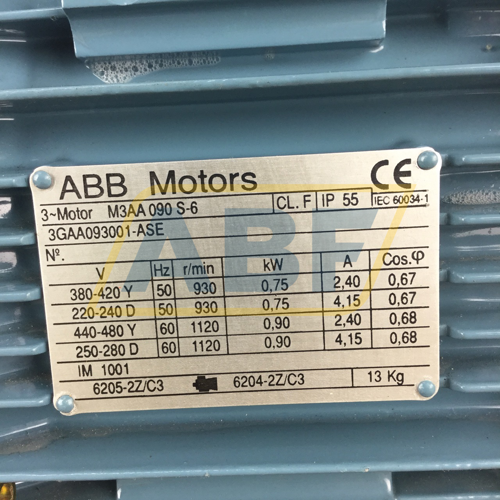 ABB Motors CE
3~Motor M3AA 090 S-6 CL. F IP 55 IEC 60034-1
3GAA093001-ASE
Nº.
V Hz r/min kW A Cos.φ
380-420 Y 50 930 0,75 2,40 0,67
220-240 D 50 930 0,75 4,15 0,67
440-480 Y 60 1120 0,90 2,40 0,68
250-280 D 60 1120 0,90 4,15 0,68
IM 1001
6205-2Z/C3 6204-2Z/C3 13 Kg
ABF